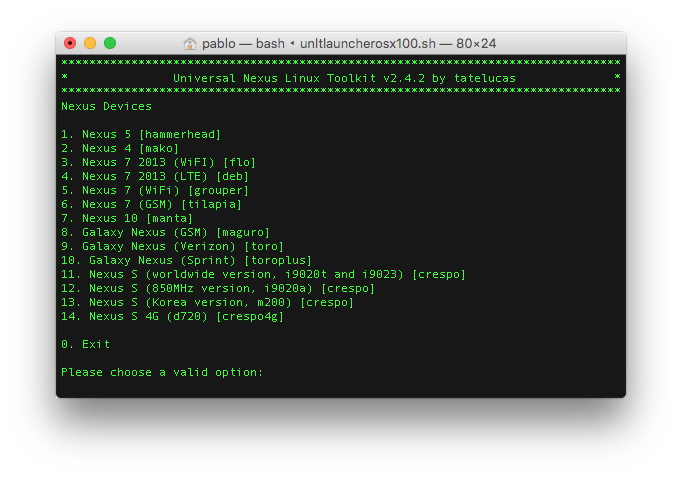 pablo — bash • unltlauncherosx100.sh — 80×24
********************************************************************************
* Universal Nexus Linux Toolkit v2.4.2 by tatelucas *
********************************************************************************
Nexus Devices
1. Nexus 5 [hammerhead]
2. Nexus 4 [mako]
3. Nexus 7 2013 (WiFI) [flo]
4. Nexus 7 2013 (LTE) [deb]
5. Nexus 7 (WiFi) [grouper]
6. Nexus 7 (GSM) [tilapia]
7. Nexus 10 [manta]
8. Galaxy Nexus (GSM) [maguro]
9. Galaxy Nexus (Verizon) [toro]
10. Galaxy Nexus (Sprint) [toroplus]
11. Nexus S (worldwide version, i9020t and i9023) [crespo]
12. Nexus S (850MHz version, i9020a) [crespo]
13. Nexus S (Korea version, m200) [crespo]
14. Nexus S 4G (d720) [crespo4g]
0. Exit
Please choose a valid option: